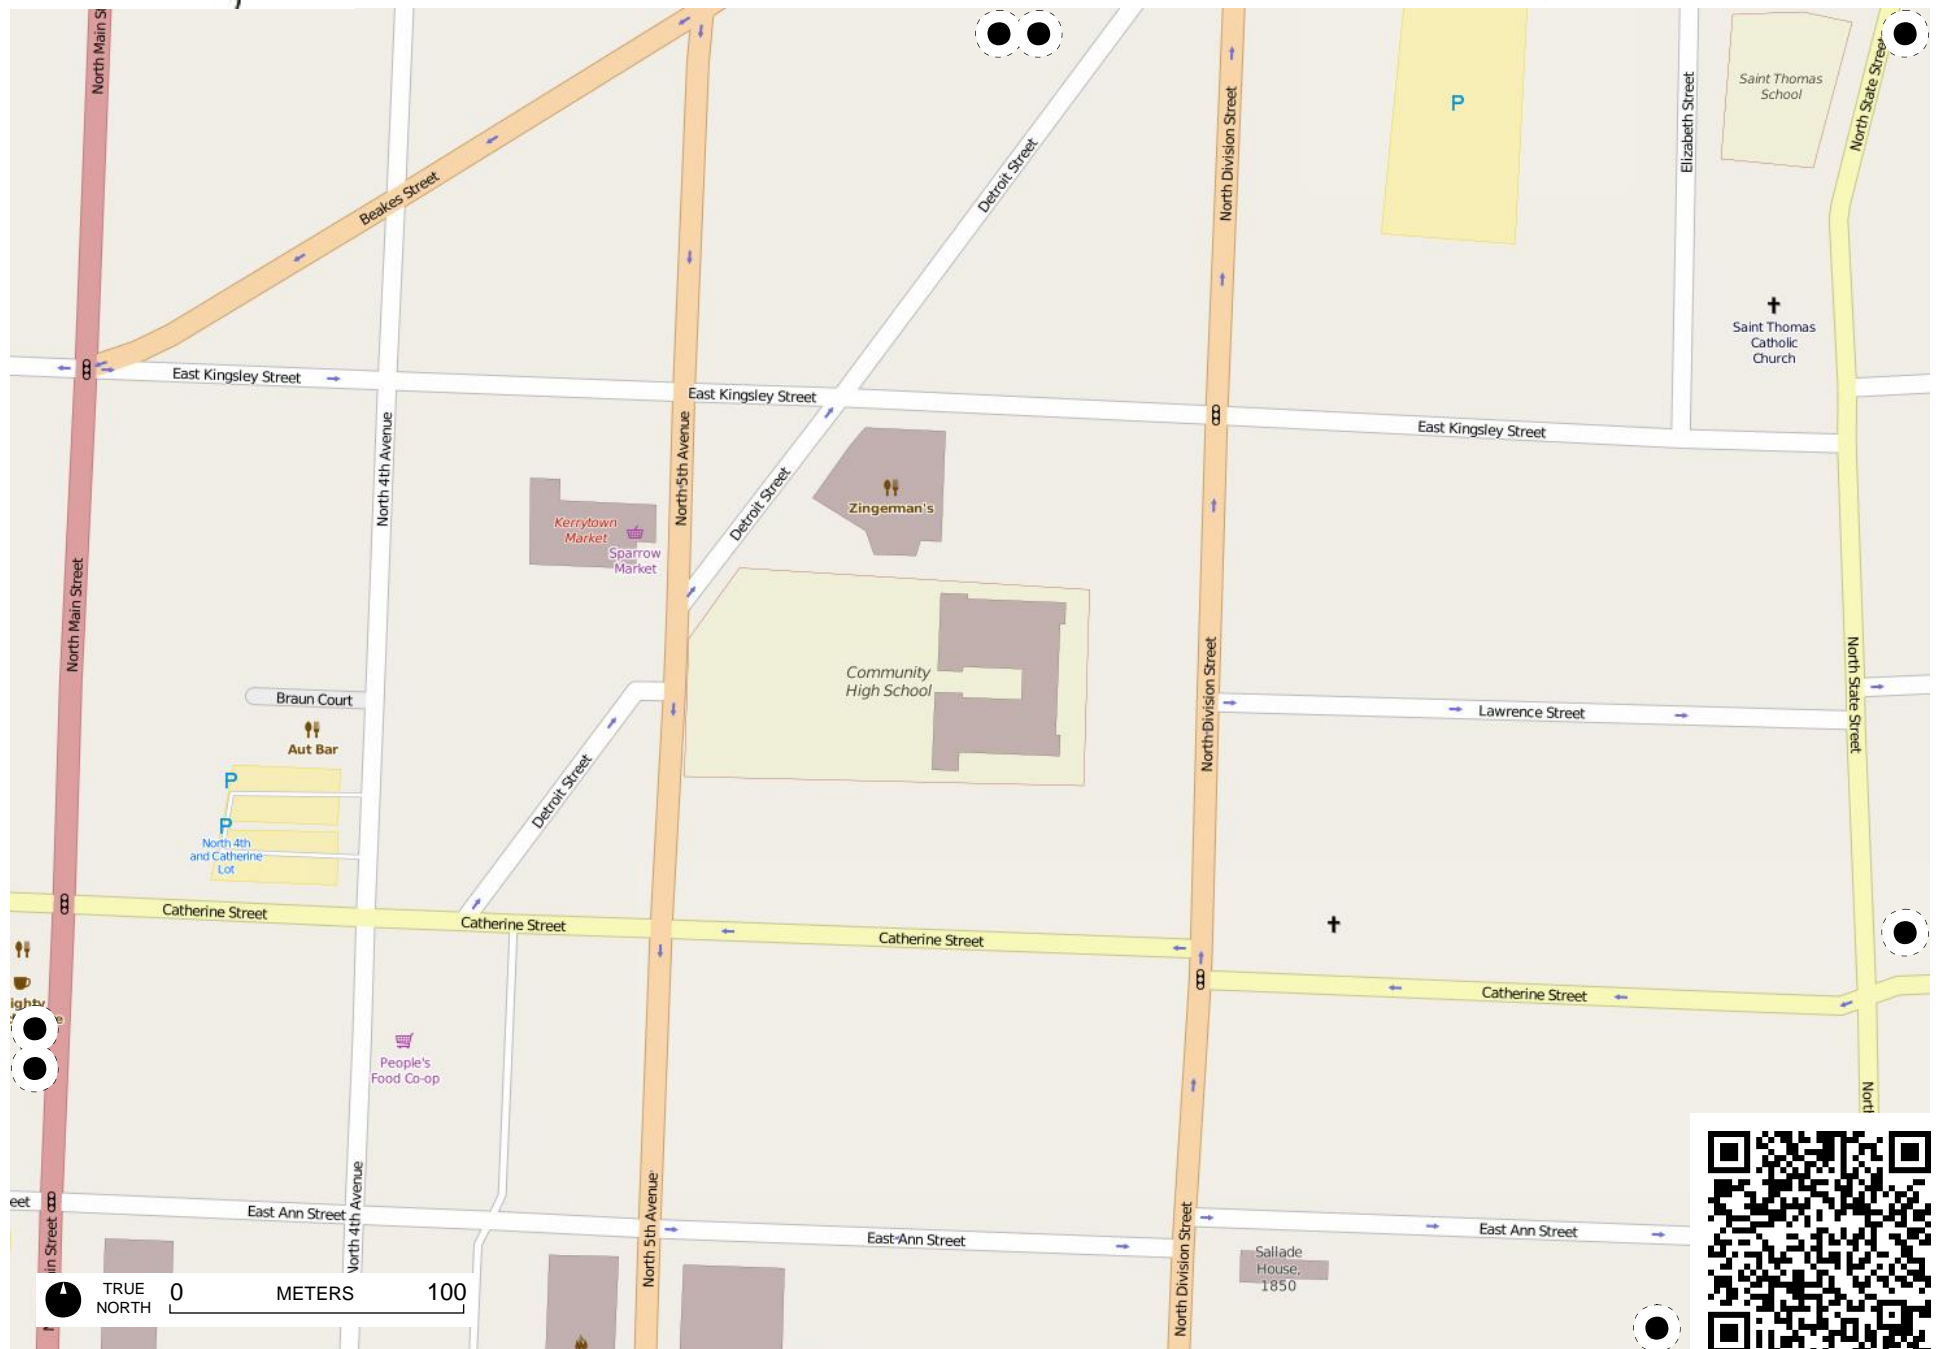 North Main S
Saint Thomas
School
North State Street
P
Elizabeth Street
North Division Street
Detroit Street
Beakes Street
Saint Thomas
Catholic
Church
East Kingsley Street
East Kingsley Street
East Kingsley Street
North 4th Avenue
North 5th Avenue
Detroit Street
Zingerman's
Kerrytown
Market
Sparrow
Market
North Main Street
Community
High School
North Division Street
North State Street
Braun Court
Lawrence Street
Aut Bar
P
Detroit Street
P
North 4th
and Catherine
Lot
Catherine Street
Catherine Street
Catherine Street
Catherine Street
ighty
e
People's
Food Co-op
North
eet
East Ann Street
North 4th Avenue
North 5th Avenue
East Ann Street
North Division Street
East Ann Street
Sallade
House,
1850
in Street
TRUE
NORTH
0
METERS
100